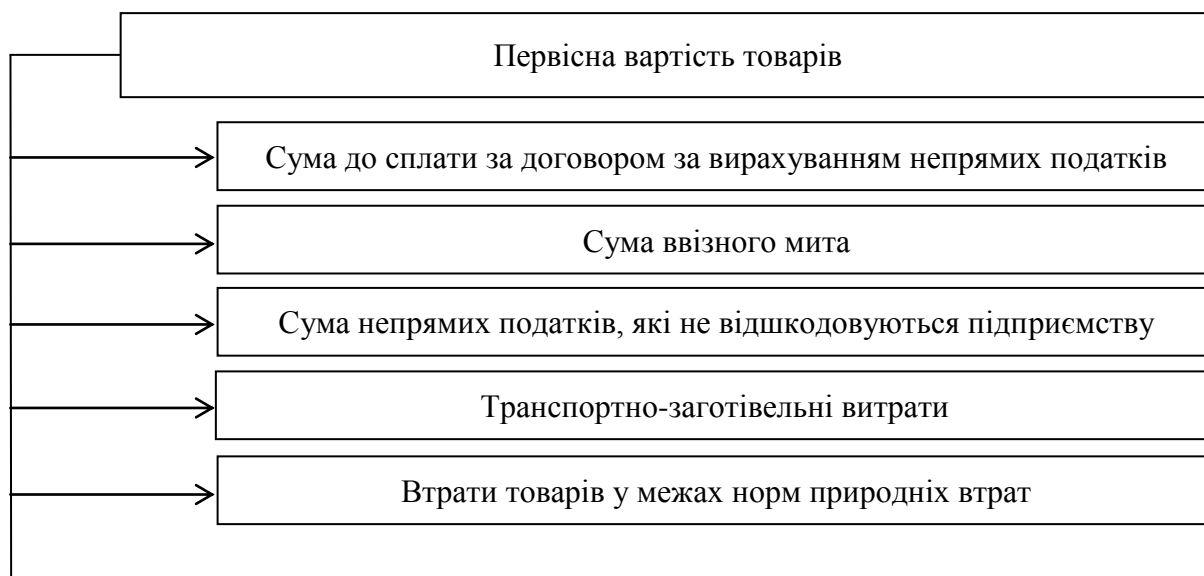 Первісна вартість товарів
Сума до сплати за договором за вирахуванням непрямих податків
Сума ввізного мита
Сума непрямих податків, які не відшкодовуються підприємству
Транспортно-заготівельні витрати
Втрати товарів у межах норм природніх втрат